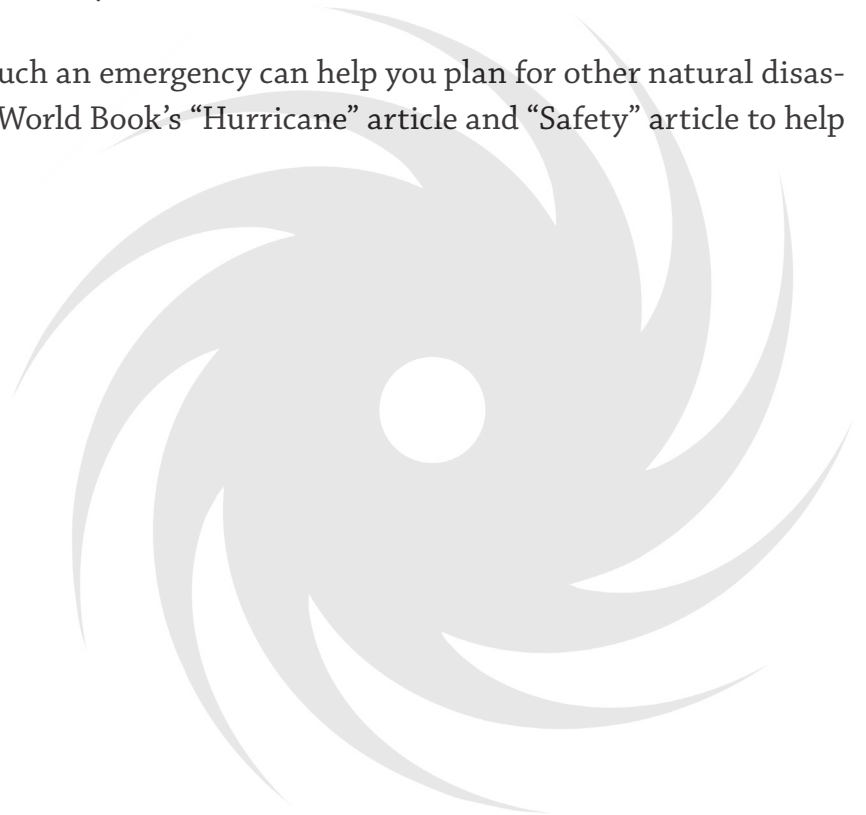 uch an emergency can help you plan for other natural disas-
World Book’s “Hurricane” article and “Safety” article to help